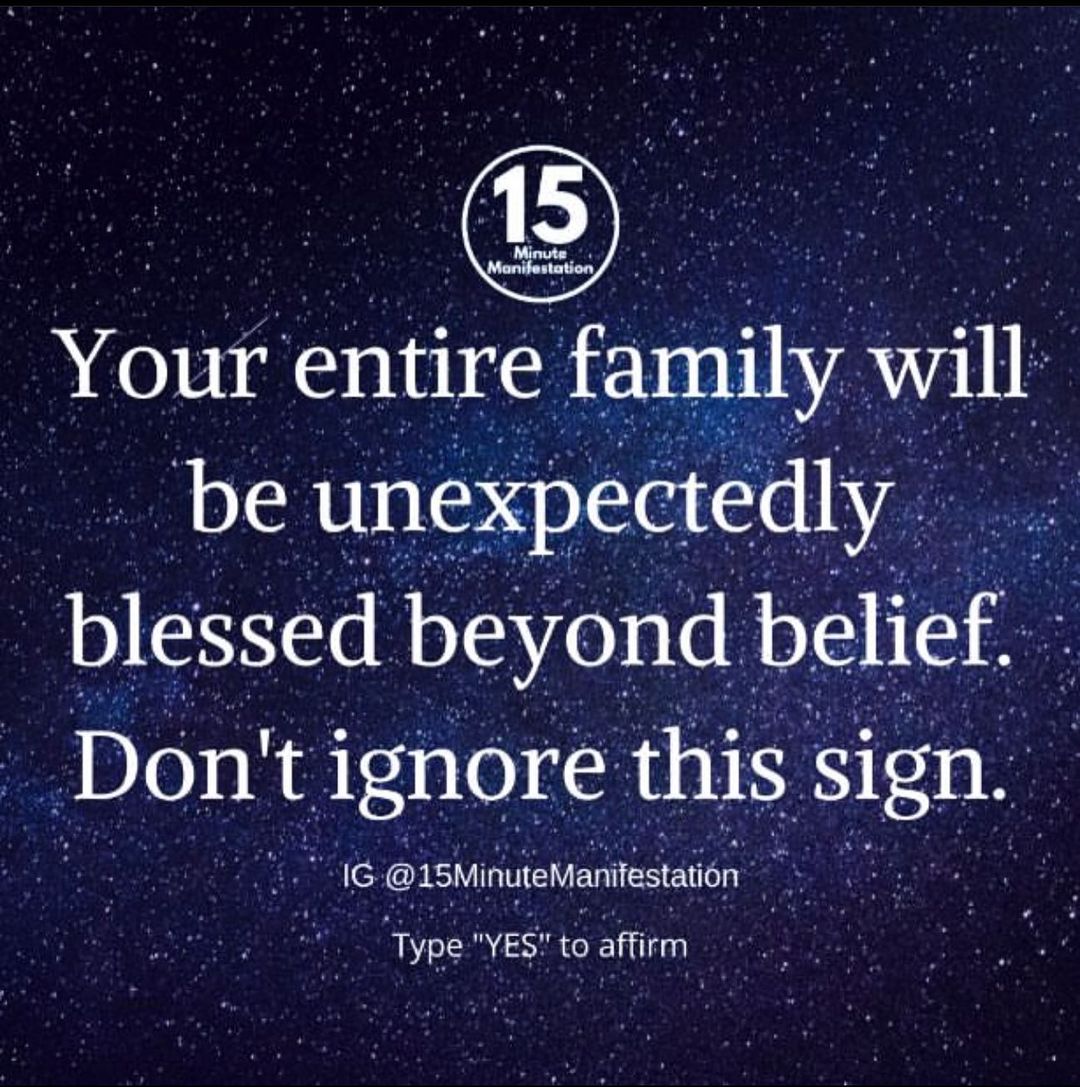 15
Minute
Manifestation
Your entire family will
be unexpectedly
blessed beyond belief.
Don't ignore this sign.
IG @15MinuteManifestation
Type "YES" to affirm